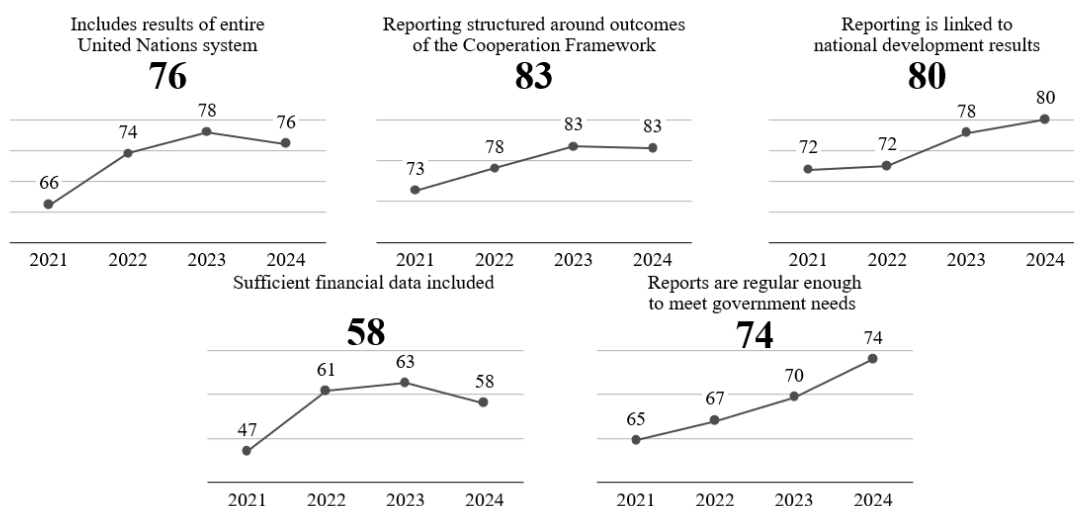 Includes results of entire
United Nations system
76
66
74
78
76
2021 2022 2023 2024
Reporting structured around outcomes
of the Cooperation Framework
83
73
78
83
83
2021 2022 2023 2024
Reporting is linked to
national development results
80
72
72
78
80
2021 2022 2023 2024
Sufficient financial data included
58
47
61
63
58
2021 2022 2023 2024
Reports are regular enough
to meet government needs
74
65
67
70
74
2021 2022 2023 2024